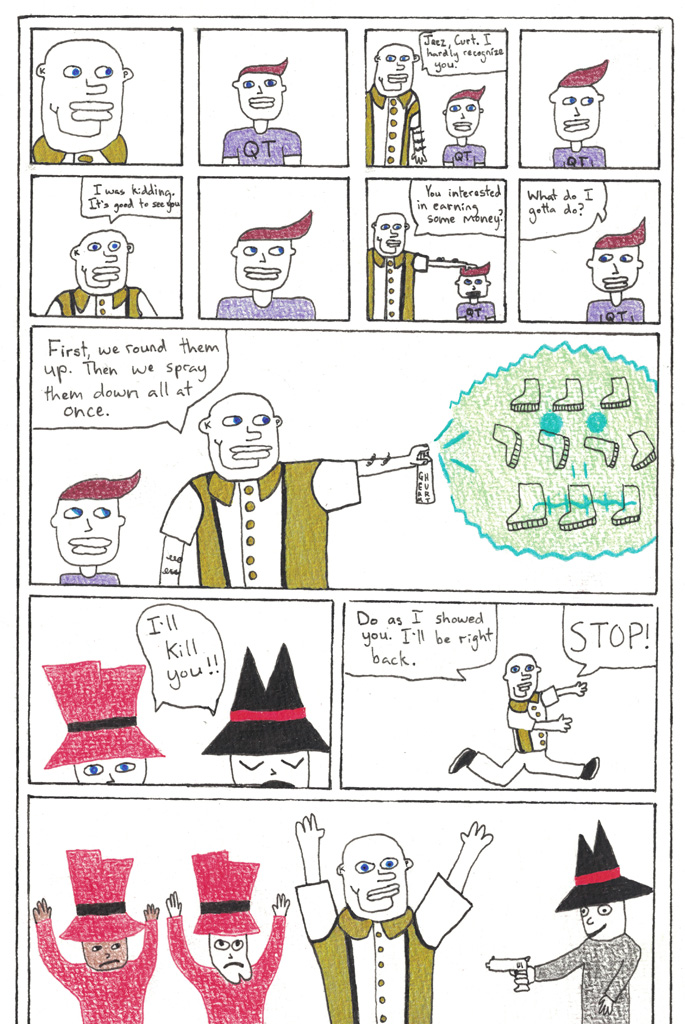 QT
Jeez, Curt. I
hardly recognize
you.
QT
QT
I was kidding.
It's good to see you
You interested
in earning
some money?
QT
What do I
gotta do?
QT
First, we round them
up. Then we spray
them down all at
once.
I'll
Kill
you!!
Do as I showed
you. I'll be right
back.
STOP!